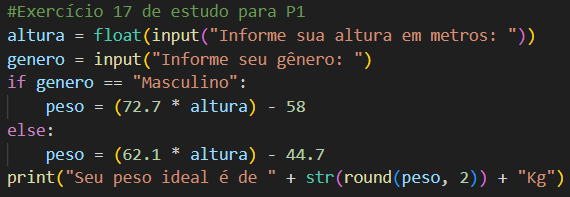 #Exercício 17 de estudo para P1
altura = float(input("Informe sua altura em metros: "))
genero = input("Informe seu gênero: ")
if genero == "Masculino":
    peso = (72.7 * altura) - 58
else:
    peso = (62.1 * altura) - 44.7
print("Seu peso ideal é de " + str(round(peso, 2)) + "Kg")